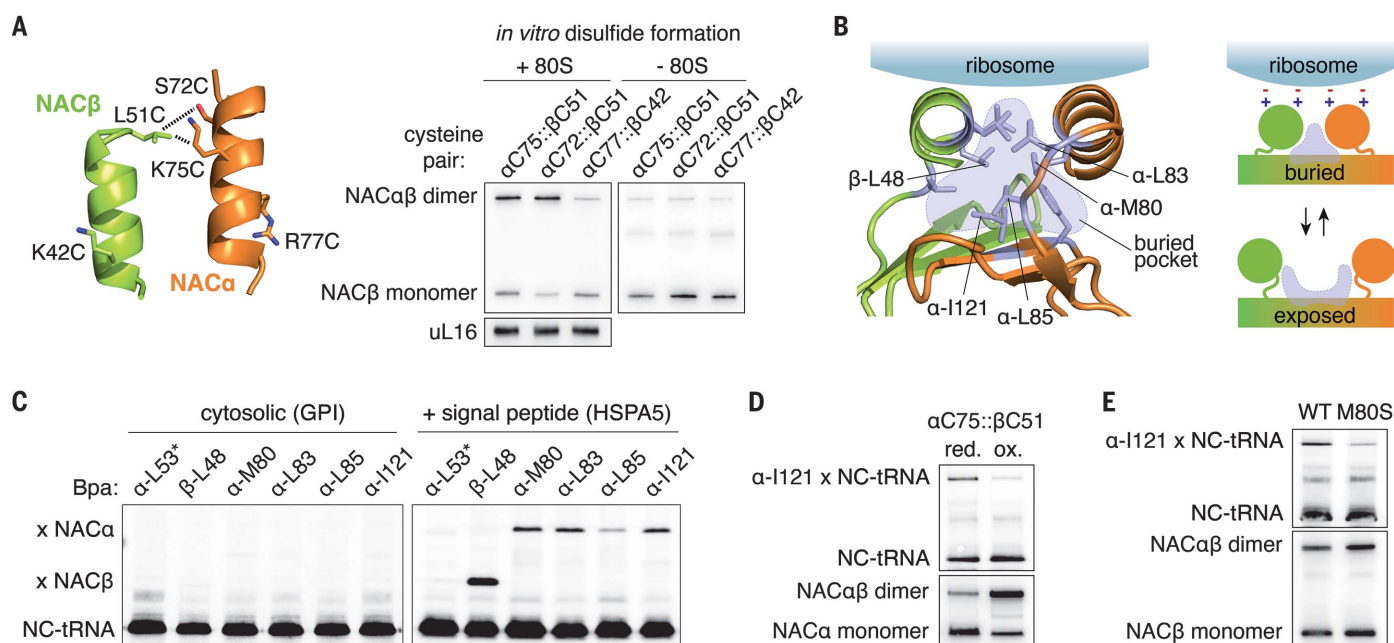 A
NACβ
L51C
S72C
K75C
K42C
R77C
NACα
in vitro disulfide formation
+ 80S
- 80S
cysteine
pair:
αC75::βC51
αC72::βC51
αC77::βC42
αC75::βC51
αC72::βC51
αC77::βC42
NACαβ dimer
NACβ monomer
uL16
B
ribosome
β-L48
α-L83
α-M80
buried
pocket
α-I121
α-L85
ribosome
- - - -
+ + + +
buried
exposed
C
cytosolic (GPI)
+ signal peptide (HSPA5)
Bpa:
α-L53*
β-L48
α-M80
α-L83
α-L85
α-I121
α-L53*
β-L48
α-M80
α-L83
α-L85
α-I121
x NACα
x NACβ
NC-tRNA
D
αC75::βC51
red. ox.
α-I121 x NC-tRNA
NC-tRNA
NACαβ dimer
NACα monomer
E
WT M80S
α-I121 x NC-tRNA
NC-tRNA
NACαβ dimer
NACβ monomer